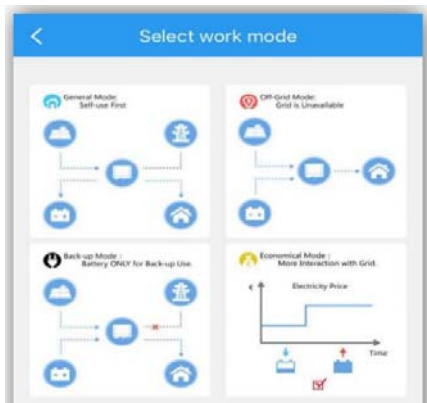 Select work mode
General Mode:
Self-use First
Off-Grid Mode:
Grid is Unavailable
Back-up Mode :
Battery ONLY for Back-up Use.
Economical Mode :
More Interaction with Grid.
€
Electricity Price
Time